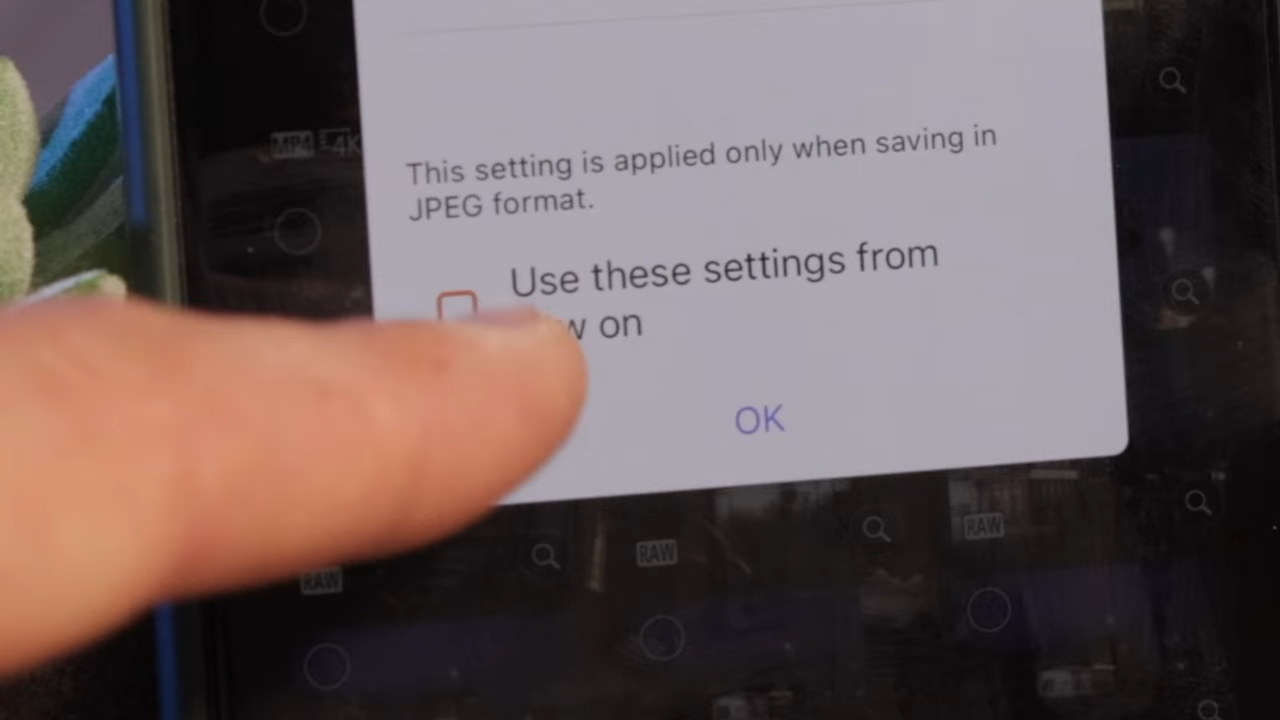 MP4 4K
This setting is applied only when saving in
JPEG format.
Use these settings from
on
OK
RAW
RAW
RAW